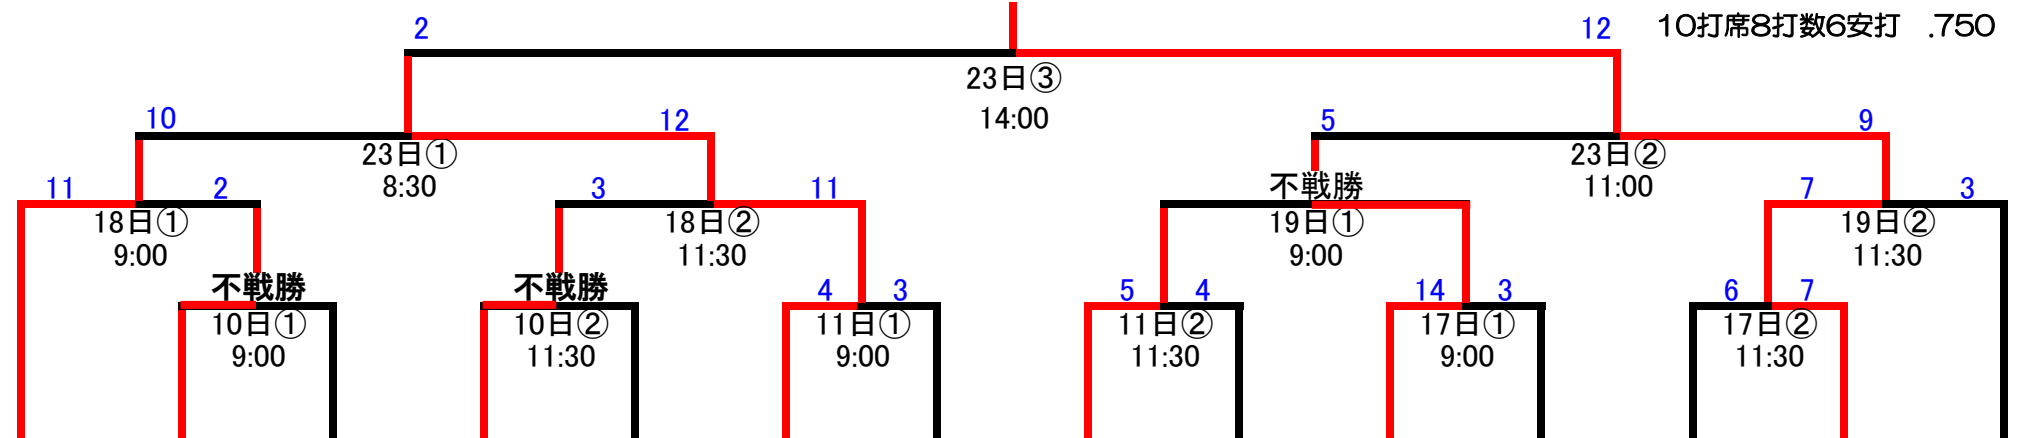 2 12 10打席8打数6安打 .750
23日③
14:00
10 12 5 9
23日① 23日②
8:30 11:00
11 2 3 11 不戦勝 7 3
18日① 18日② 19日① 19日②
9:00 11:30 9:00 11:30
不戦勝 不戦勝 4 3 5 4 14 3 6 7
10日① 10日② 11日① 11日② 17日① 17日②
9:00 11:30 9:00 11:30 9:00 11:30